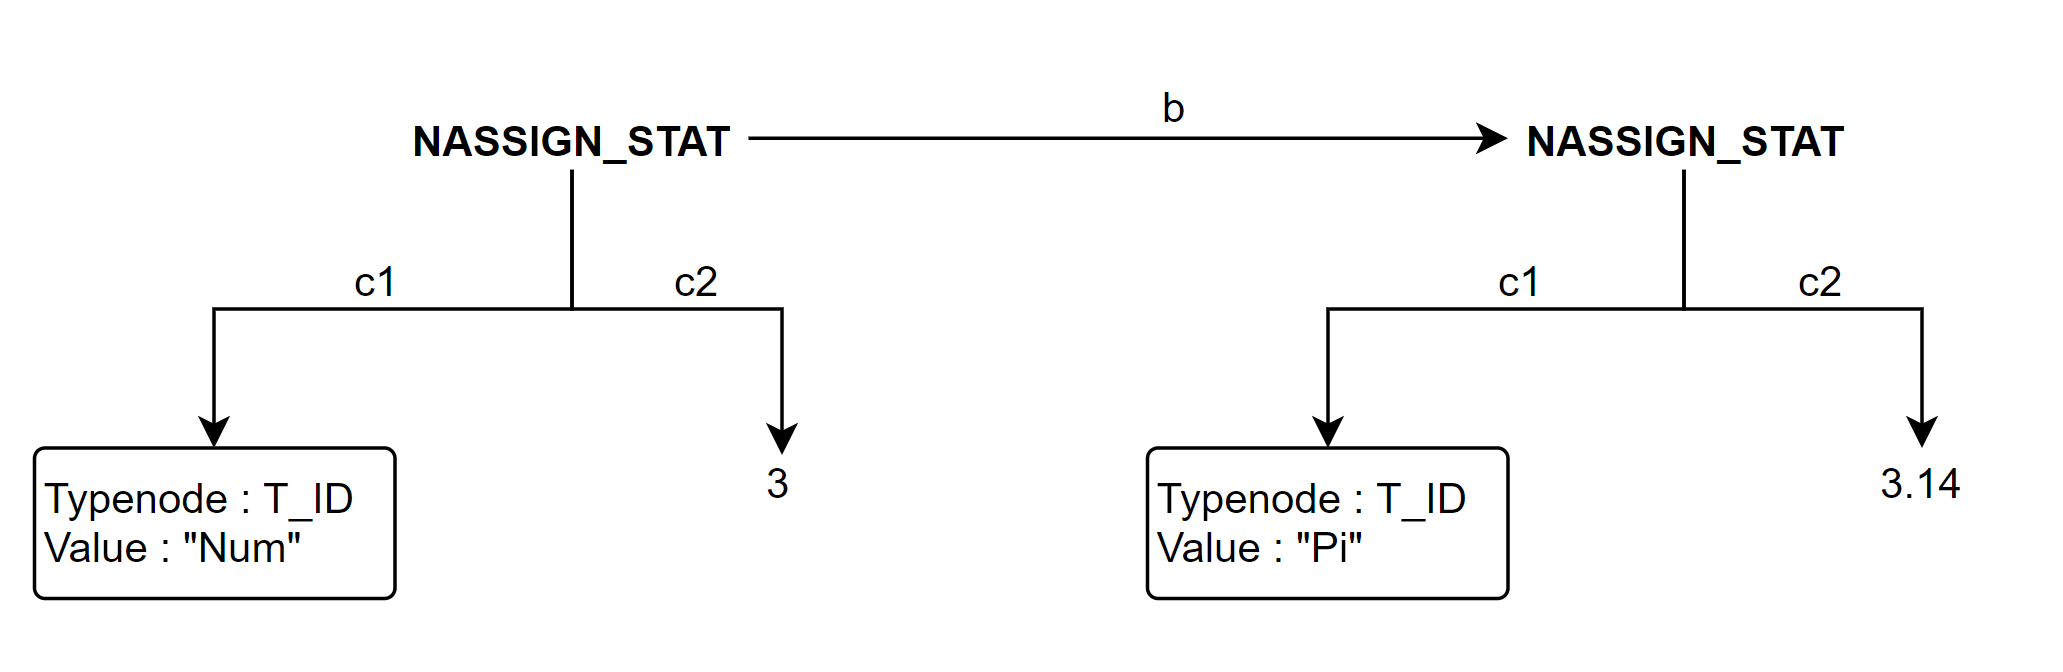 b
NASSIGN_STAT
NASSIGN_STAT
c1
c2
c1
c2
Typenode : T_ID
Value : "Num"
3
Typenode : T_ID
Value : "Pi"
3.14